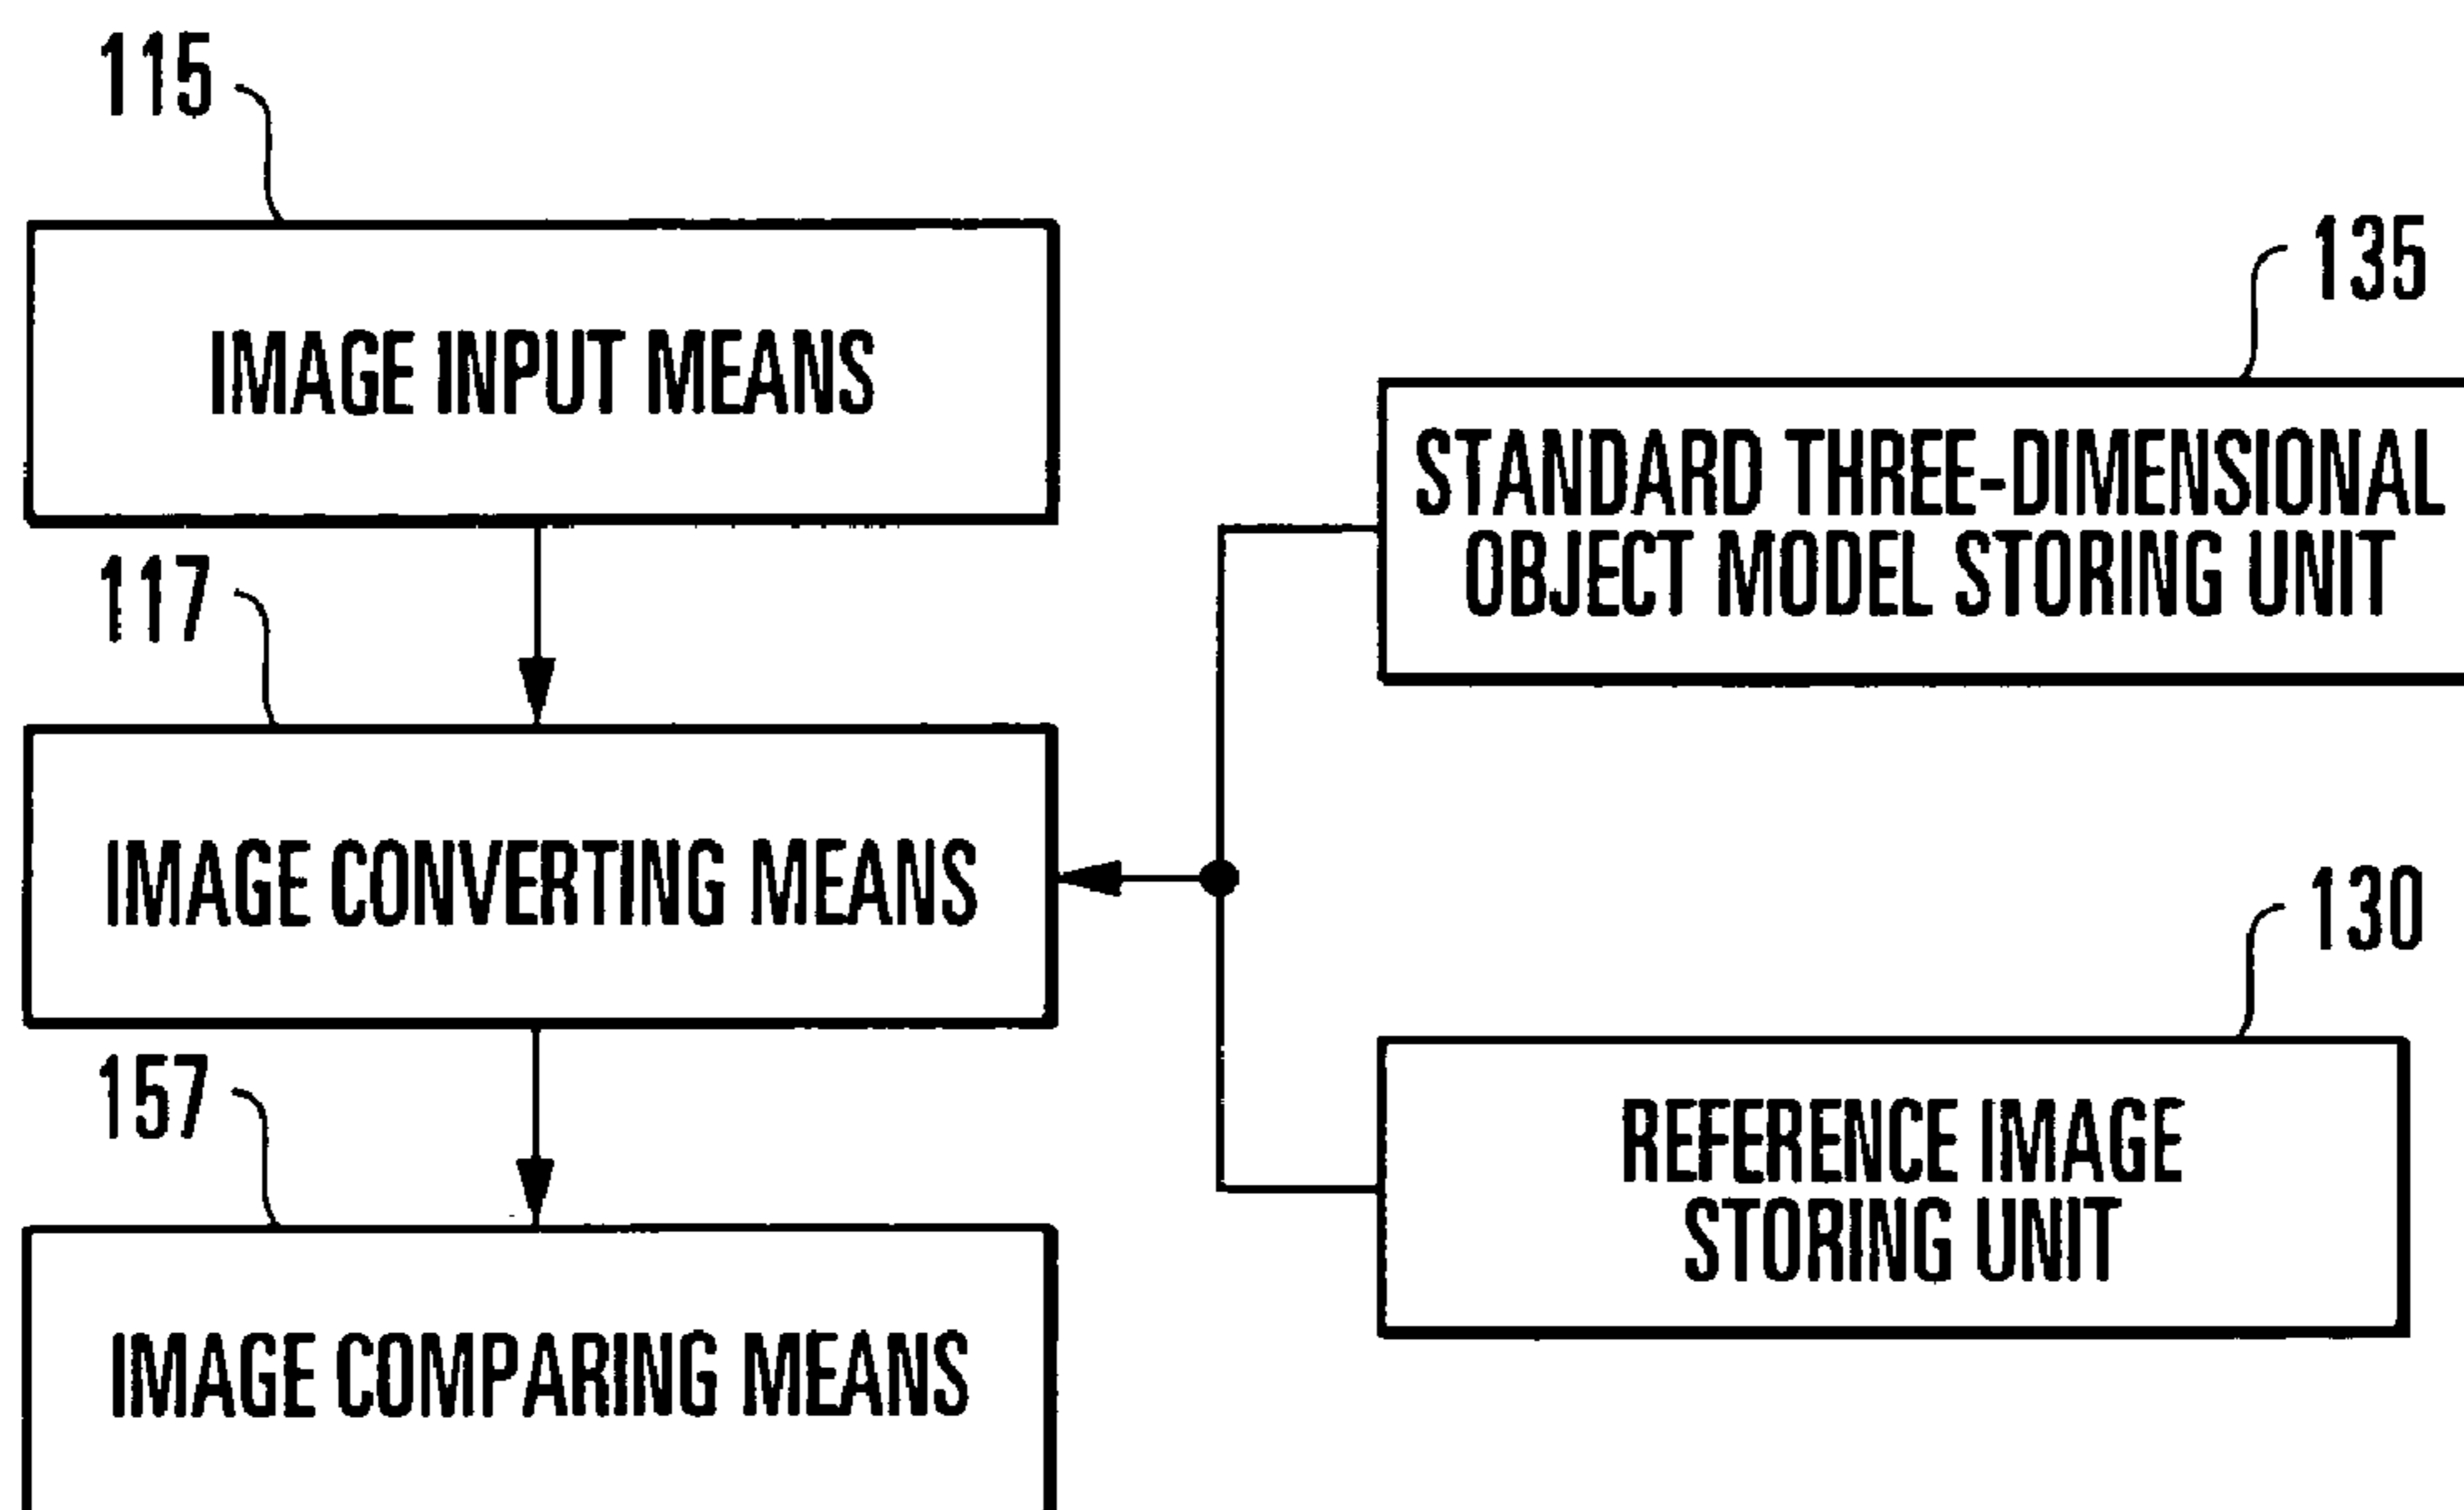 115
IMAGE INPUT MEANS
135
STANDARD THREE-DIMENSIONAL
OBJECT MODEL STORING UNIT
117
IMAGE CONVERTING MEANS
130
REFERENCE IMAGE
STORING UNIT
157
IMAGE COMPARING MEANS